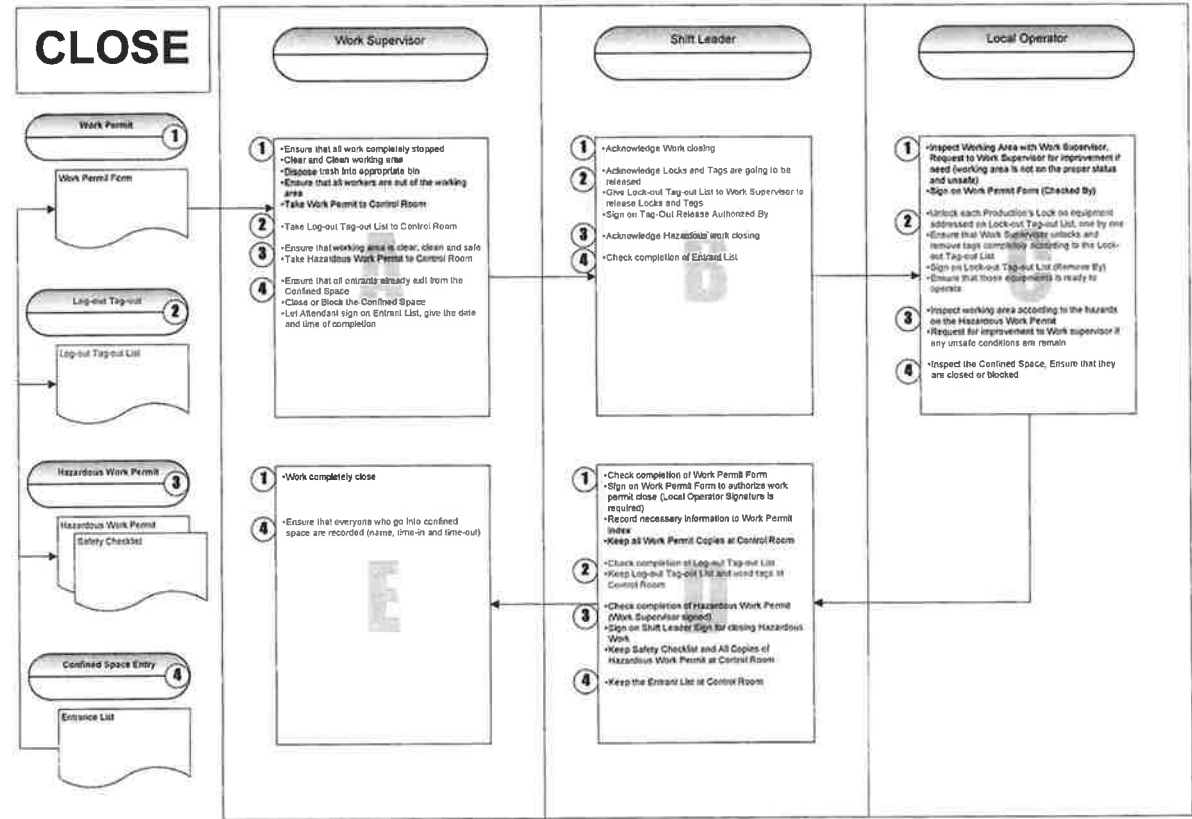 CLOSE
Work Supervisor
Shift Leader
Local Operator
Work Permit
1
Work Permit Form
Log-out Tag-out
2
Log-out Tag-out List
Hazardous Work Permit
3
Hazardous Work Permit
Safety Checklist
Confined Space Entry
4
Entrance List
A
1
•Ensure that all work completely stopped
•Clear and Clean working area
•Dispose trash into appropriate bin
•Ensure that all workers are out of the working
area
•Take Work Permit to Control Room
2
•Take Log-out Tag-out List to Control Room
3
•Ensure that working area is clear, clean and safe
•Take Hazardous Work Permit to Control Room
4
•Ensure that all entrants already exit from the
Confined Space
•Close or Block the Confined Space
•Let Attendant sign on Entrant List, give the date
and time of completion
B
1
•Acknowledge Work closing
2
•Acknowledge Locks and Tags are going to be
released
•Give Lock-out Tag-out List to Work Supervisor to
release Locks and Tags
•Sign on Tag-Out Release Authorized By
3
•Acknowledge Hazardous work closing
4
•Check completion of Entrant List
C
1
•Inspect Working Area with Work Supervisor,
Request to Work Supervisor for improvement if
need (working area is not on the proper status
and unsafe)
•Sign on Work Permit Form (Checked By)
2
•Unlock each Production's Lock on equipment
addressed on Lock-out Tag-out List, one by one
•Ensure that Work Supervisor unlocks and
remove tags completely according to the Lock-
out Tag-out List
•Sign on Lock-out Tag-out List (Remove By)
•Ensure that those equipments is ready to
operate
3
•Inspect working area according to the hazards
on the Hazardous Work Permit
•Request for improvement to Work supervisor if
any unsafe conditions are remain
4
•Inspect the Confined Space, Ensure that they
are closed or blocked
D
1
•Check completion of Work Permit Form
•Sign on Work Permit Form to authorize work
permit close (Local Operator Signature is
required)
•Record necessary information to Work Permit
Index
•Keep all Work Permit Copies at Control Room
2
•Check completion of Log-out Tag-out List
•Keep Log-out Tag-out List and used tags at
Control Room
3
•Check completion of Hazardous Work Permit
(Work Supervisor signed)
•Sign on Shift Leader Sign for closing Hazardous
Work
•Keep Safety Checklist and All Copies of
Hazardous Work Permit at Control Room
4
•Keep the Entrant List at Control Room
E
1
•Work completely close
4
•Ensure that everyone who go into confined
space are recorded (name, time-in and time-out)